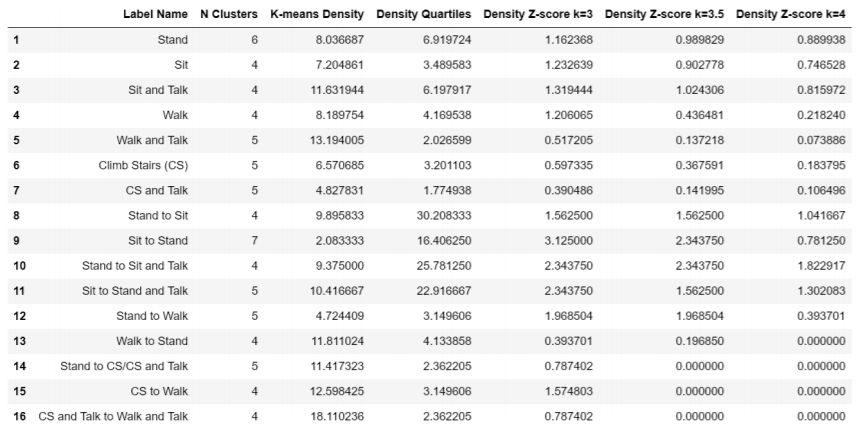 Label Name N Clusters K-means Density Density Quartiles Density Z-score k=3 Density Z-score k=3.5 Density Z-score k=4
1 Stand 6 8.036687 6.919724 1.162368 0.989829 0.889938
2 Sit 4 7.204861 3.489583 1.232639 0.902778 0.746528
3 Sit and Talk 4 11.631944 6.197917 1.319444 1.024306 0.815972
4 Walk 4 8.189754 4.169538 1.206065 0.436481 0.218240
5 Walk and Talk 5 13.194005 2.026599 0.517205 0.137218 0.073886
6 Climb Stairs (CS) 5 6.570685 3.201103 0.597335 0.367591 0.183795
7 CS and Talk 5 4.827831 1.774938 0.390486 0.141995 0.106496
8 Stand to Sit 4 9.895833 30.208333 1.562500 1.562500 1.041667
9 Sit to Stand 7 2.083333 16.406250 3.125000 2.343750 0.781250
10 Stand to Sit and Talk 4 9.375000 25.781250 2.343750 2.343750 1.822917
11 Sit to Stand and Talk 5 10.416667 22.916667 2.343750 1.562500 1.302083
12 Stand to Walk 5 4.724409 3.149606 1.968504 1.968504 0.393701
13 Walk to Stand 4 11.811024 4.133858 0.393701 0.196850 0.000000
14 Stand to CS/CS and Talk 5 11.417323 2.362205 0.787402 0.000000 0.000000
15 CS to Walk 4 12.598425 3.149606 1.574803 0.000000 0.000000
16 CS and Talk to Walk and Talk 4 18.110236 2.362205 0.787402 0.000000 0.000000